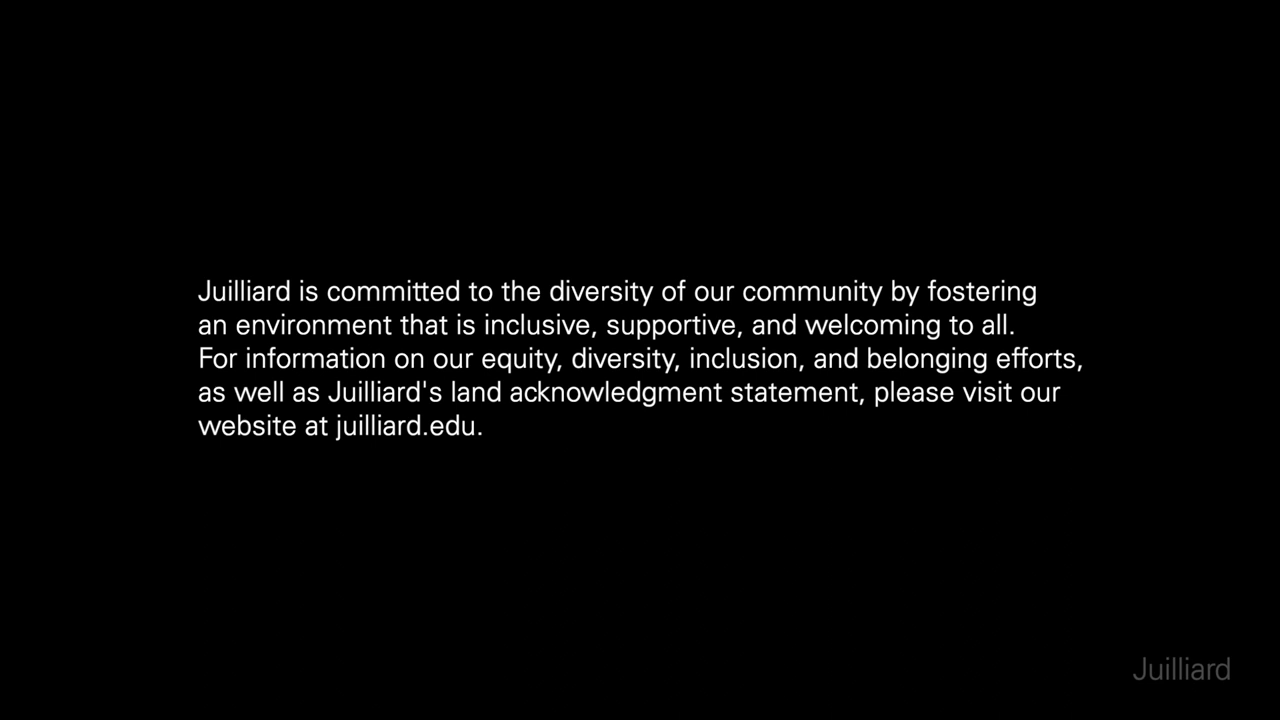 Juilliard is committed to the diversity of our community by fostering
an environment that is inclusive, supportive, and welcoming to all.
For information on our equity, diversity, inclusion, and belonging efforts,
as well as Juilliard's land acknowledgment statement, please visit our
website at juilliard.edu.
Juilliard